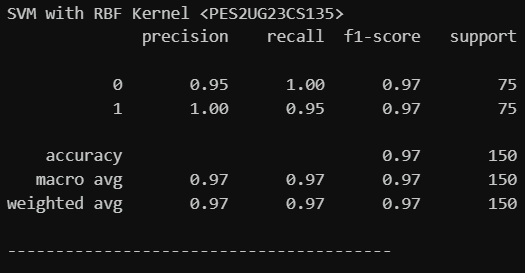 SVM with RBF Kernel <PES2UG23CS135>
precision recall f1-score support
0 0.95 1.00 0.97 75
1 1.00 0.95 0.97 75
accuracy 0.97 150
macro avg 0.97 0.97 0.97 150
weighted avg 0.97 0.97 0.97 150
----------------------------------------